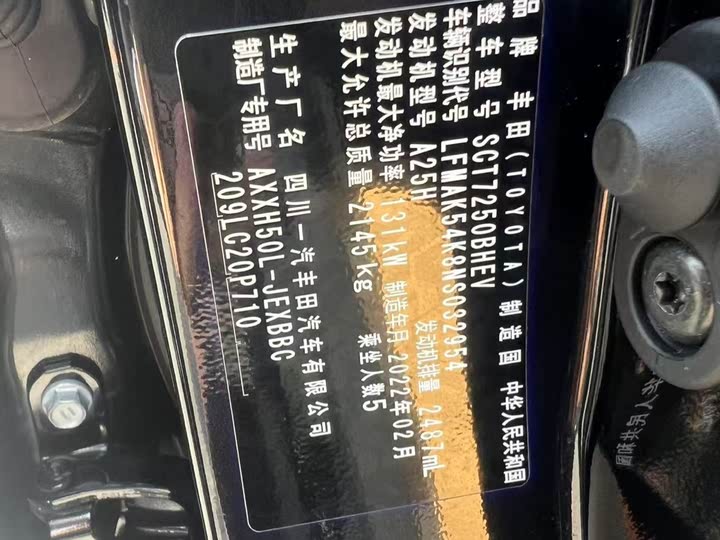 品牌 丰田(TOYOTA) 制造国 中华人民共和国
整车型号 SCT7250BHEV
车辆识别代号 LFMAK54K8NS032954
发动机型号 A25H 发动机排量 2487mL
发动机最大净功率 131kW 制造年月 2022年02月
最大允许总质量 2145kg 乘坐人数5
生产厂名 四川一汽丰田汽车有限公司
制造厂专用号 AXXH50L-JEXBBC
209LC20P710